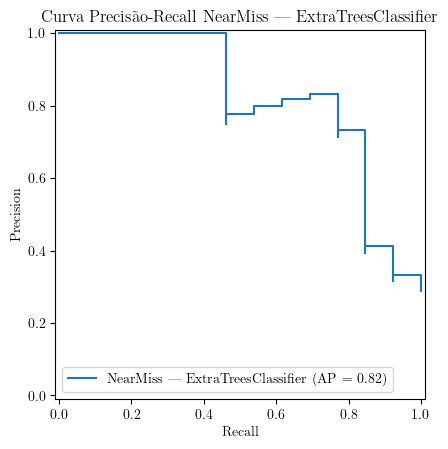 Curva Precisão-Recall NearMiss — ExtraTreesClassifier
1.0
0.8
0.6
0.4
0.2
0.0
Precision
NearMiss — ExtraTreesClassifier (AP = 0.82)
0.0 0.2 0.4 0.6 0.8 1.0
Recall